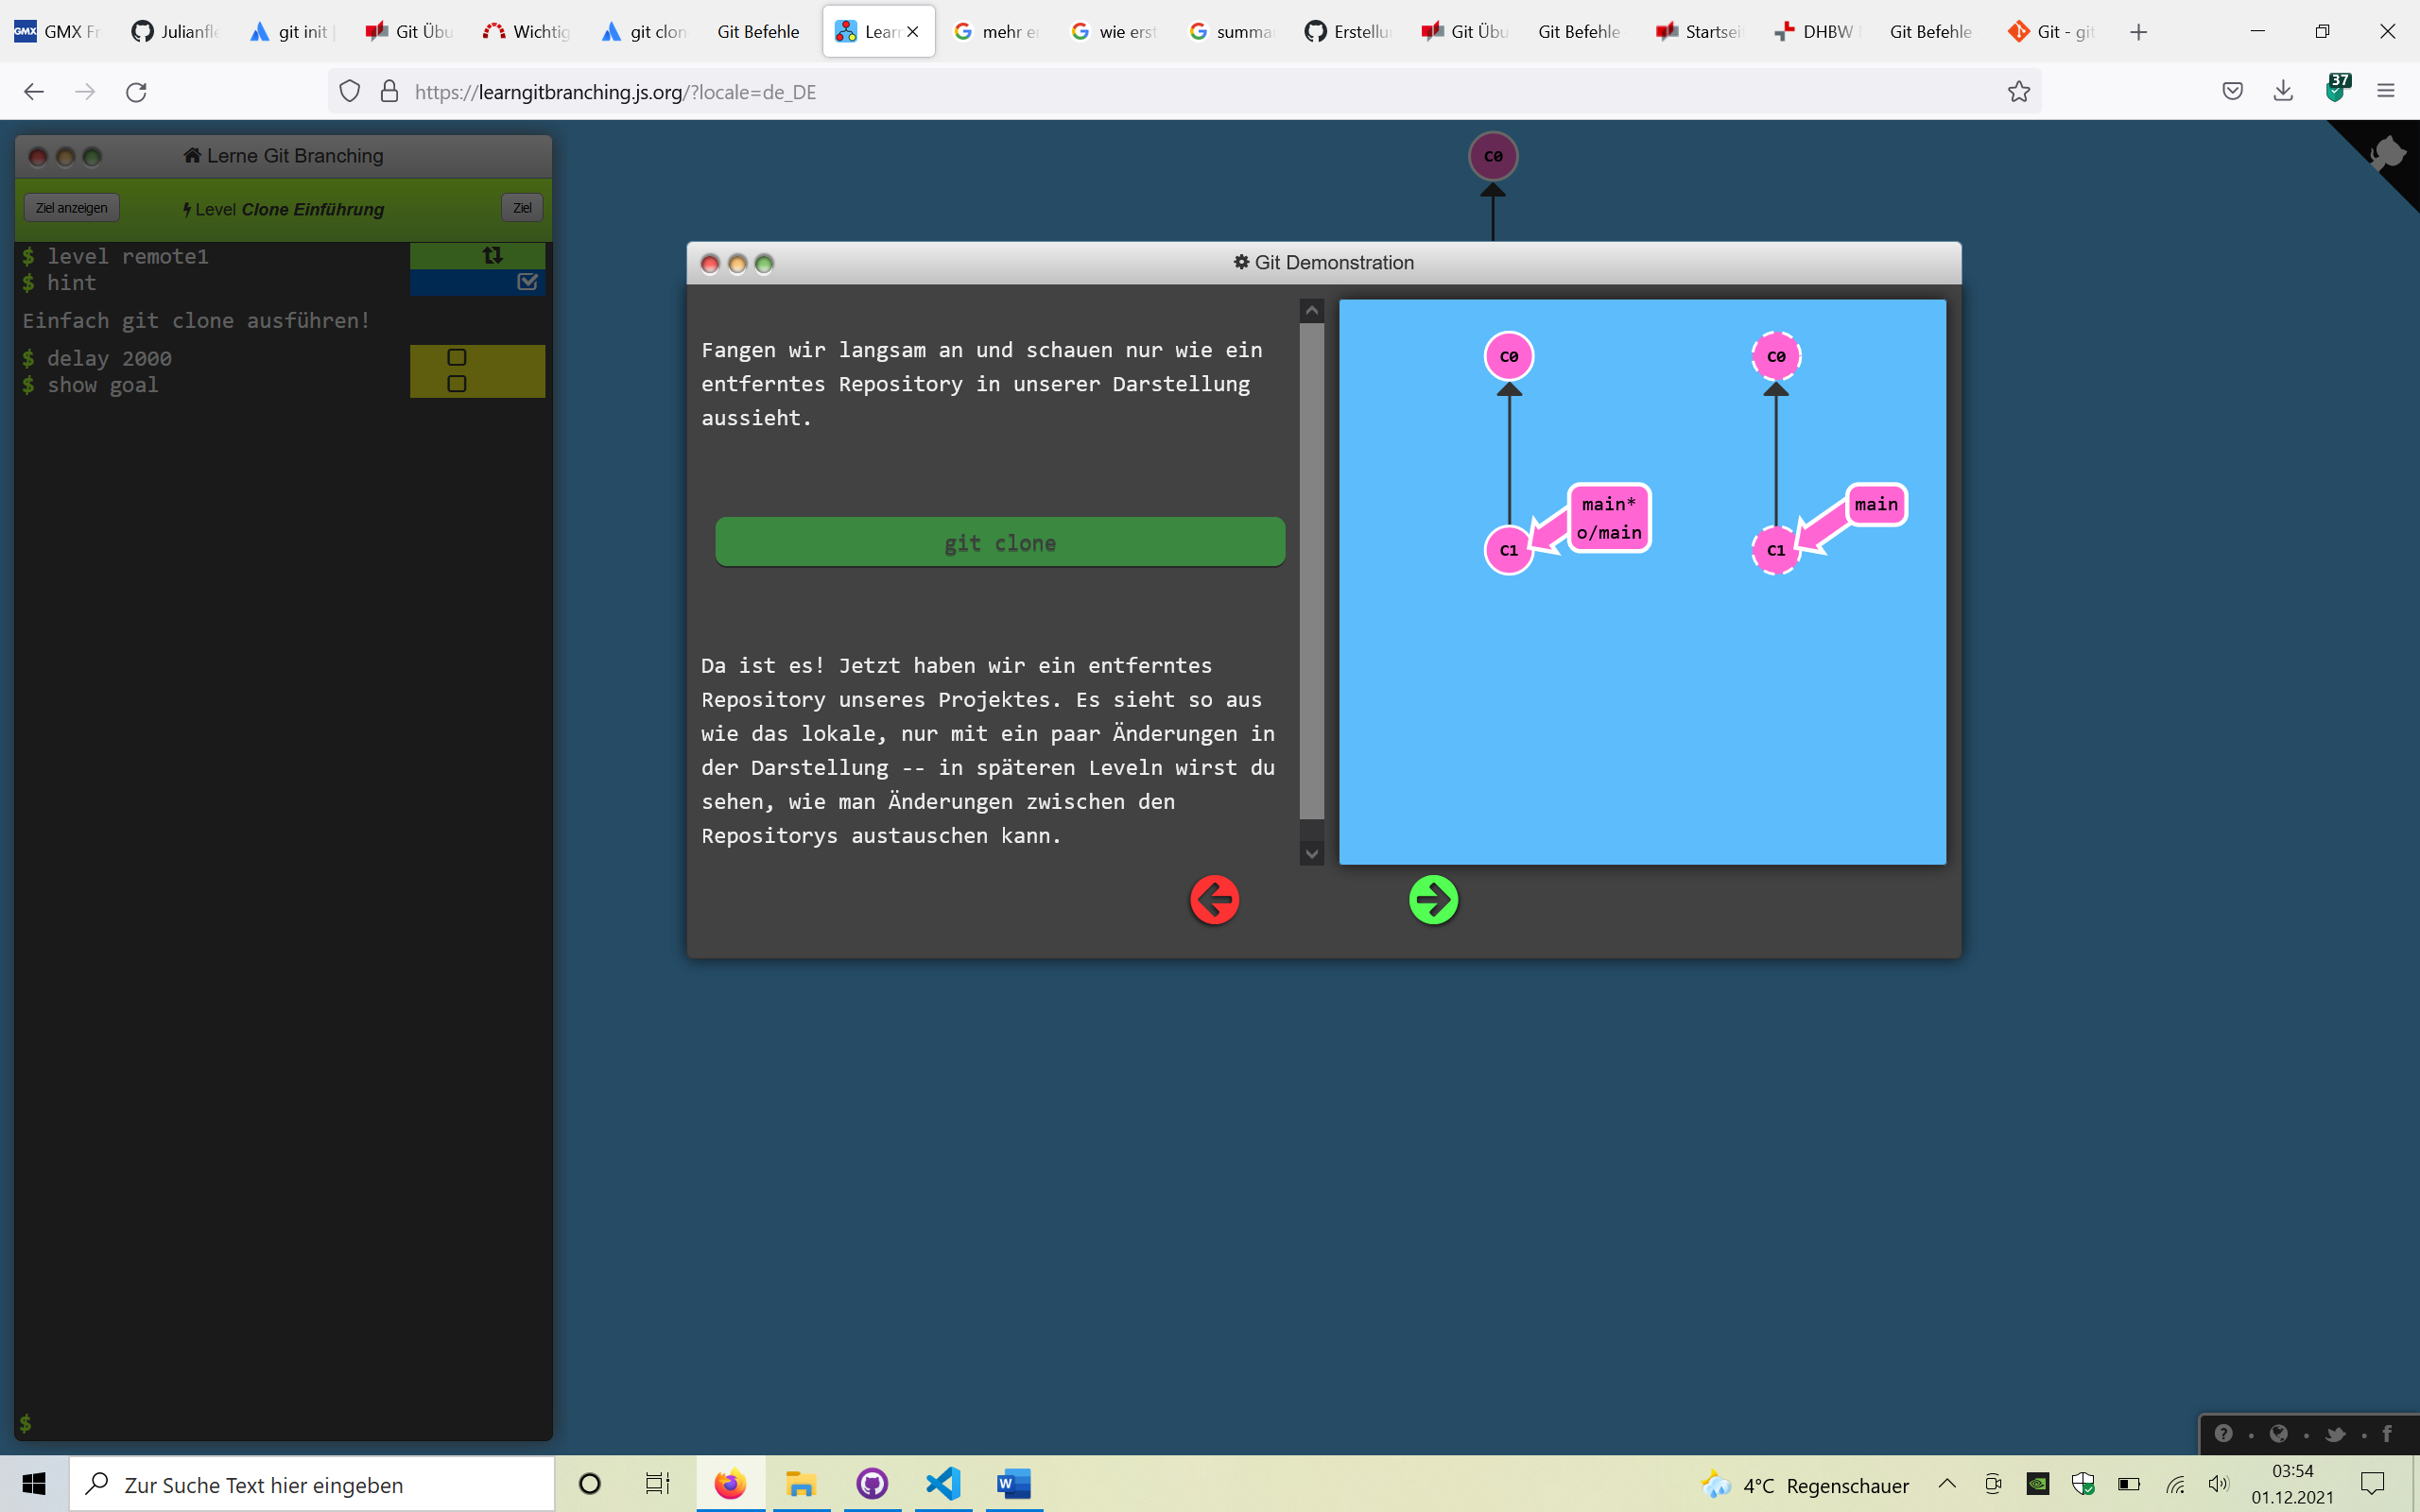 GMX Fr
Julianfle
git init |
Git Übu
Wichtig
git clon
Git Befehle
Learn
mehr er
wie erst
summar
Erstellun
Git Übu
Git Befehle
Startseit
DHBW
Git Befehle
Git - git
https://learngitbranching.js.org/?locale=de_DE
37
Lerne Git Branching
Ziel anzeigen
Level Clone Einführung
Ziel
$ level remote1
$ hint
Einfach git clone ausführen!
$ delay 2000
$ show goal
$
C0
Git Demonstration
Fangen wir langsam an und schauen nur wie ein
entferntes Repository in unserer Darstellung
aussieht.
git clone
Da ist es! Jetzt haben wir ein entferntes
Repository unseres Projektes. Es sieht so aus
wie das lokale, nur mit ein paar Änderungen in
der Darstellung -- in späteren Leveln wirst du
sehen, wie man Änderungen zwischen den
Repositorys austauschen kann.
C0
C0
main*
o/main
main
C1
C1
Zur Suche Text hier eingeben
4°C Regenschauer
03:54
01.12.2021